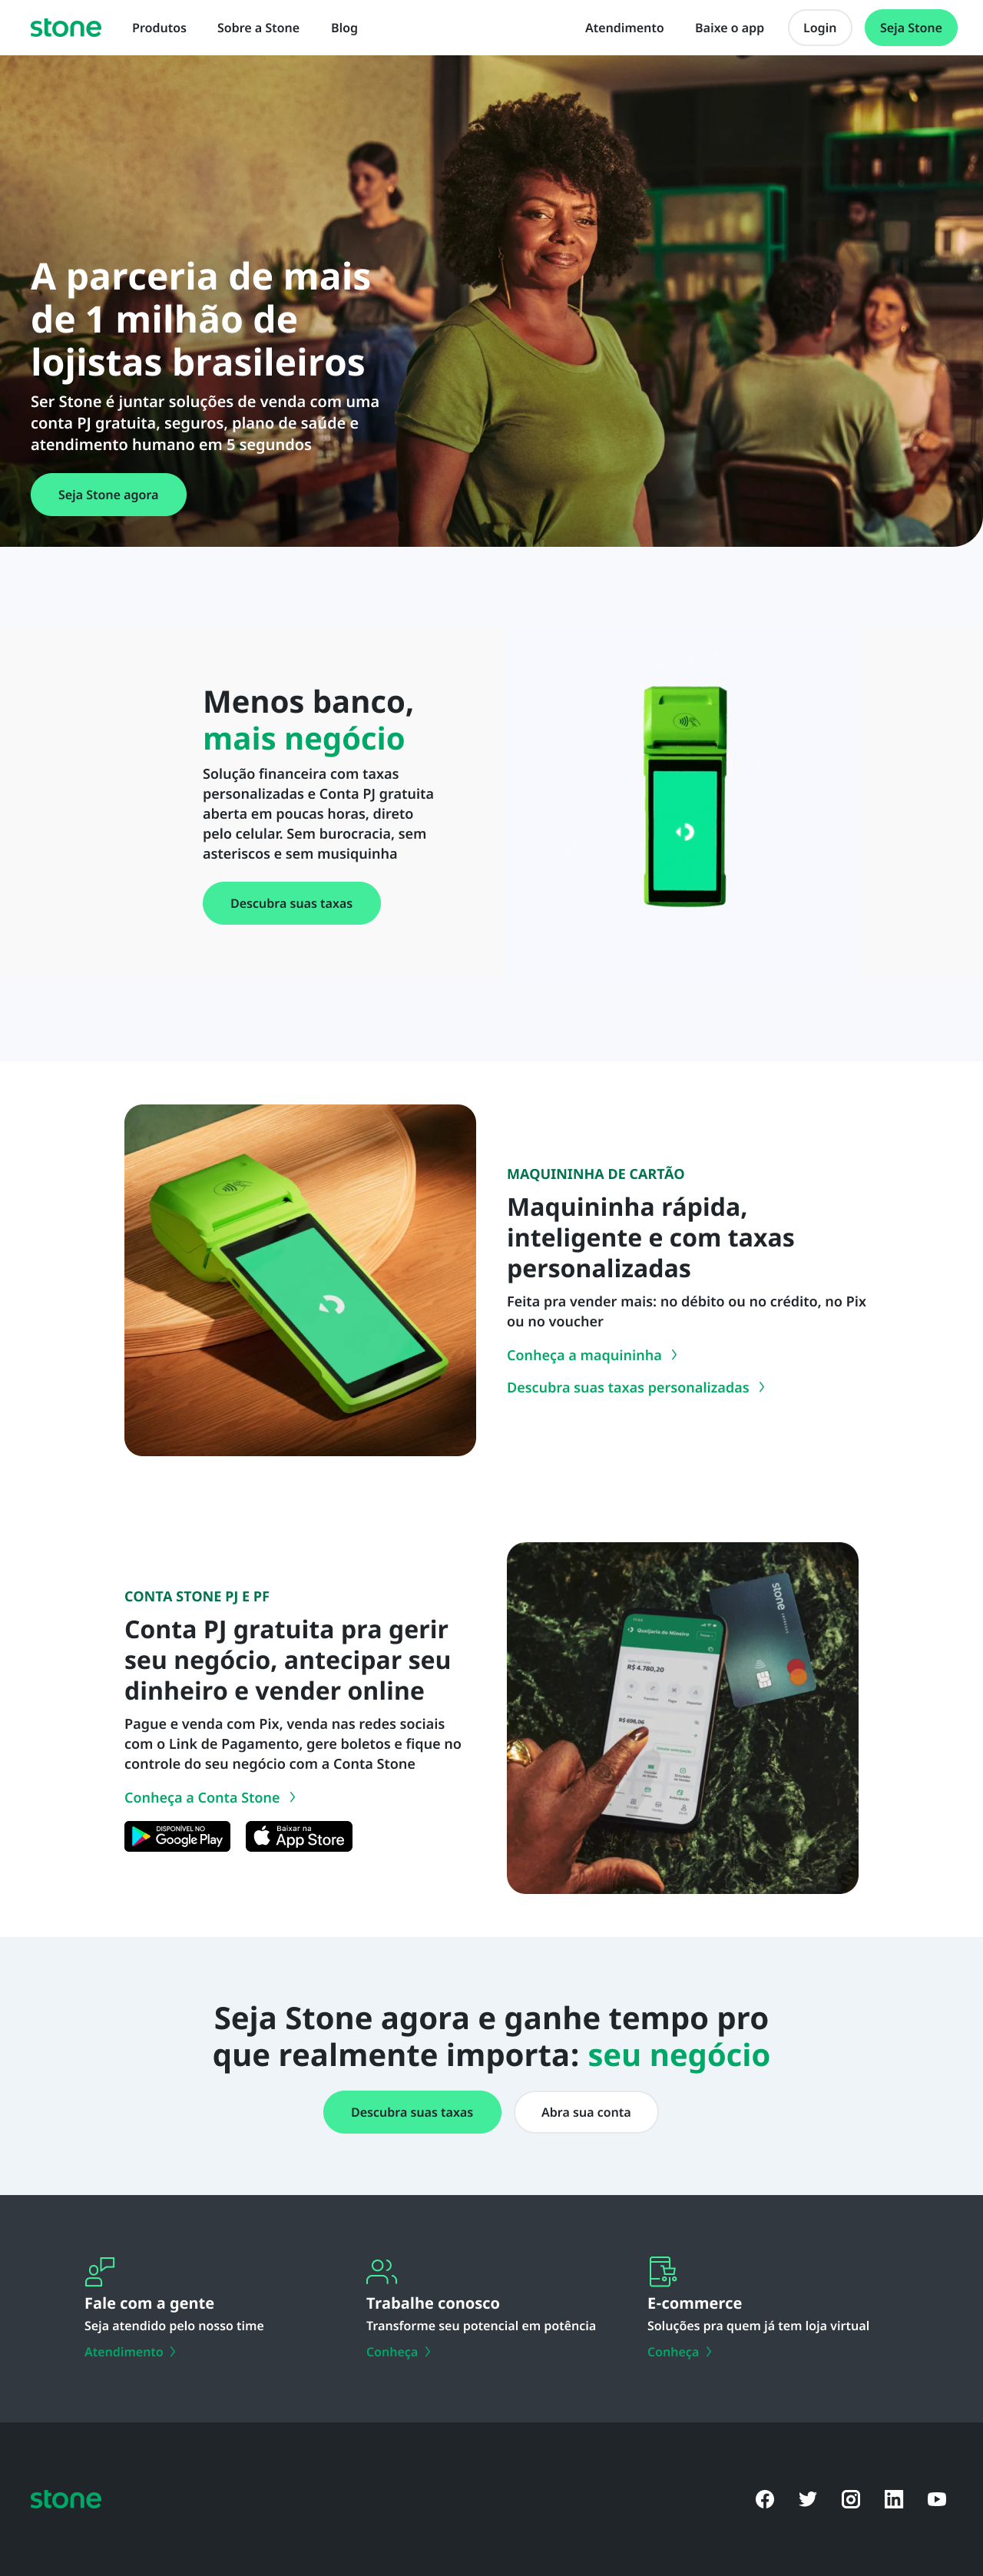 stone
Produtos
Sobre a Stone
Blog
Atendimento
Baixe o app
Login
Seja Stone
A parceria de mais
de 1 milhão de
lojistas brasileiros
Ser Stone é juntar soluções de venda com uma
conta PJ gratuita, seguros, plano de saúde e
atendimento humano em 5 segundos
Seja Stone agora
Menos banco,
mais negócio
Solução financeira com taxas
personalizadas e Conta PJ gratuita
aberta em poucas horas, direto
pelo celular. Sem burocracia, sem
asteriscos e sem musiquinha
Descubra suas taxas
MAQUININHA DE CARTÃO
Maquininha rápida,
inteligente e com taxas
personalizadas
Feita pra vender mais: no débito ou no crédito, no Pix
ou no voucher
Conheça a maquininha
Descubra suas taxas personalizadas
CONTA STONE PJ E PF
Conta PJ gratuita pra gerir
seu negócio, antecipar seu
dinheiro e vender online
Pague e venda com Pix, venda nas redes sociais
com o Link de Pagamento, gere boletos e fique no
controle do seu negócio com a Conta Stone
Conheça a Conta Stone
DISPONÍVEL NO
Google Play
Baixar na
App Store
stone
Queijaria do Mineiro
R$ 4.780,20
Seja Stone agora e ganhe tempo pro
que realmente importa: seu negócio
Descubra suas taxas
Abra sua conta
Fale com a gente
Seja atendido pelo nosso time
Atendimento
Trabalhe conosco
Transforme seu potencial em potência
Conheça
E-commerce
Soluções pra quem já tem loja virtual
Conheça
stone